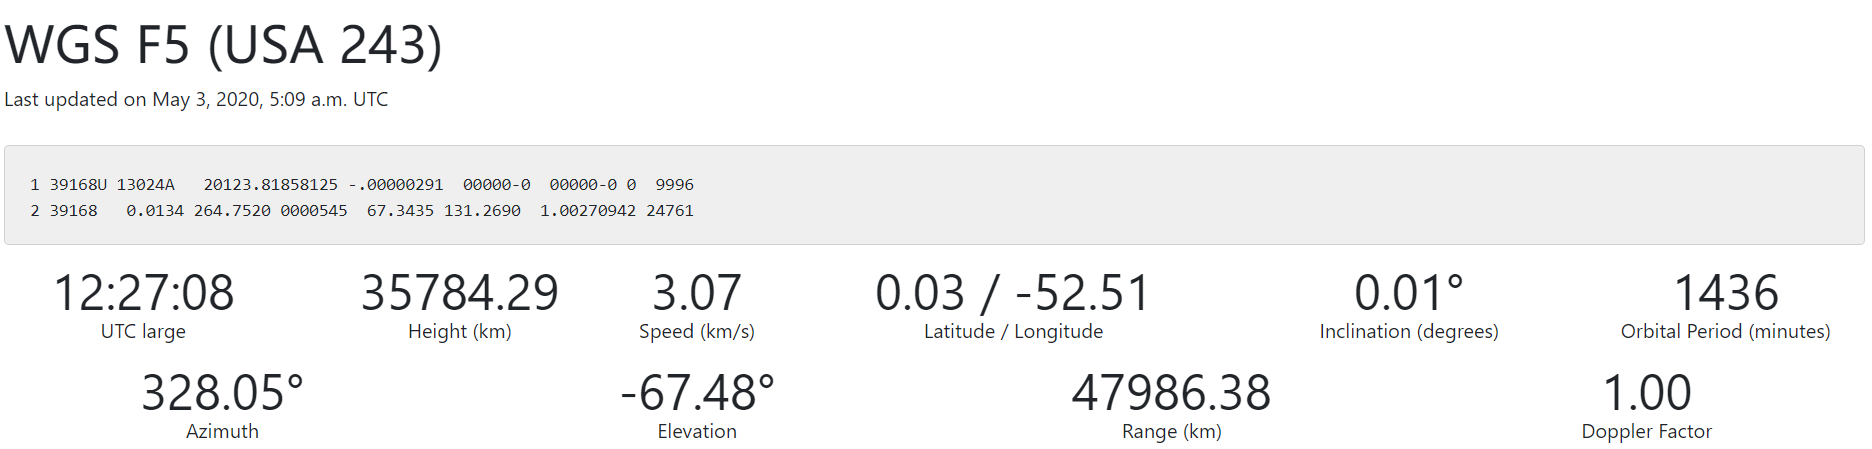 WGS F5 (USA 243)
Last updated on May 3, 2020, 5:09 a.m. UTC
1 39168U 13024A   20123.81858125 -.00000291  00000-0  00000-0 0  9996
2 39168   0.0134 264.7520 0000545  67.3435 131.2690  1.00270942 24761
12:27:08 35784.29 3.07 0.03 / -52.51 0.01° 1436
UTC large Height (km) Speed (km/s) Latitude / Longitude Inclination (degrees) Orbital Period (minutes)
328.05° -67.48° 47986.38 1.00
Azimuth Elevation Range (km) Doppler Factor